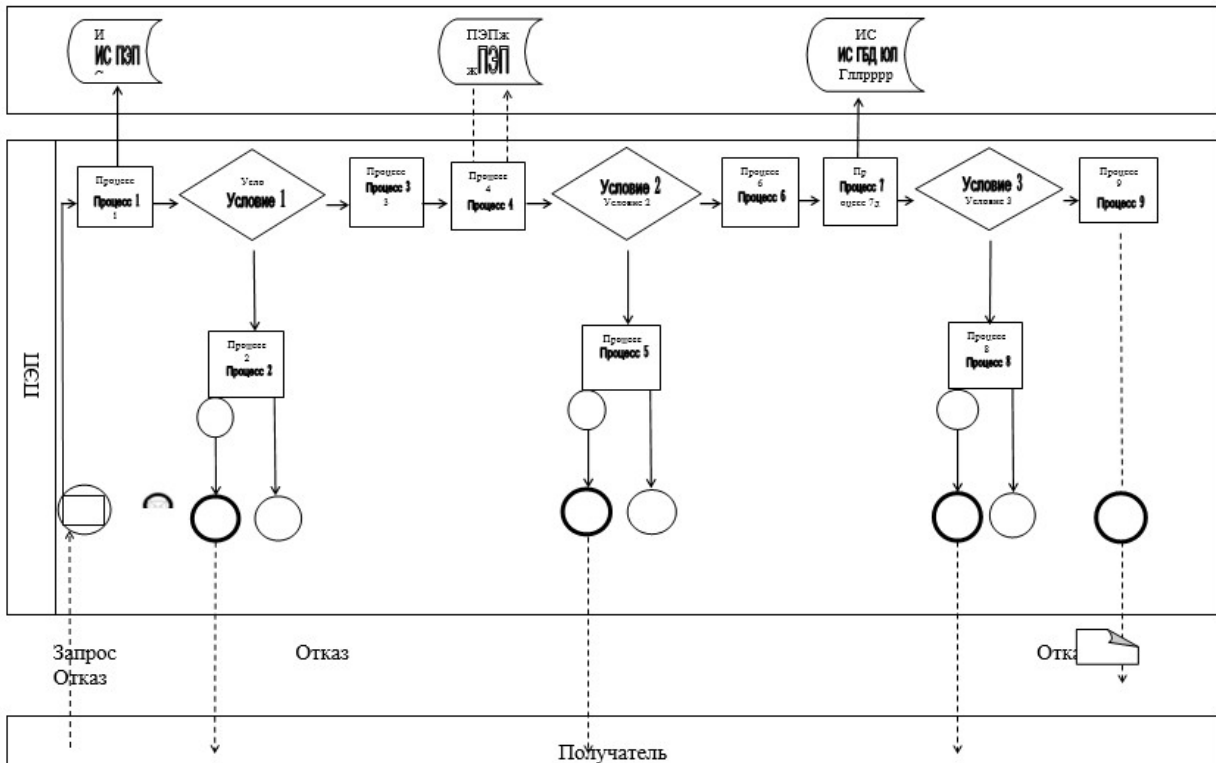 И
ИС ПЭП
ПЭПж
жПЭП
ИС
ИС ГБД ЮЛ
Гллрррр
ПЭП
Процесс
Процесс 1
1
Усло
Условие 1
Процесс
Процесс 3
3
Процесс
4
Процесс 4
Условие 2
Условие 2
Процесс
6
Процесс 6
Пр
Процесс 7
оцесс 7д
Условие 3
Условие 3
Процесс
9
Процесс 9
Процесс
2
Процесс 2
Процесс
Процесс 5
Процесс
8
Процесс 8
Запрос
Отказ
Отказ
Отка
Получатель